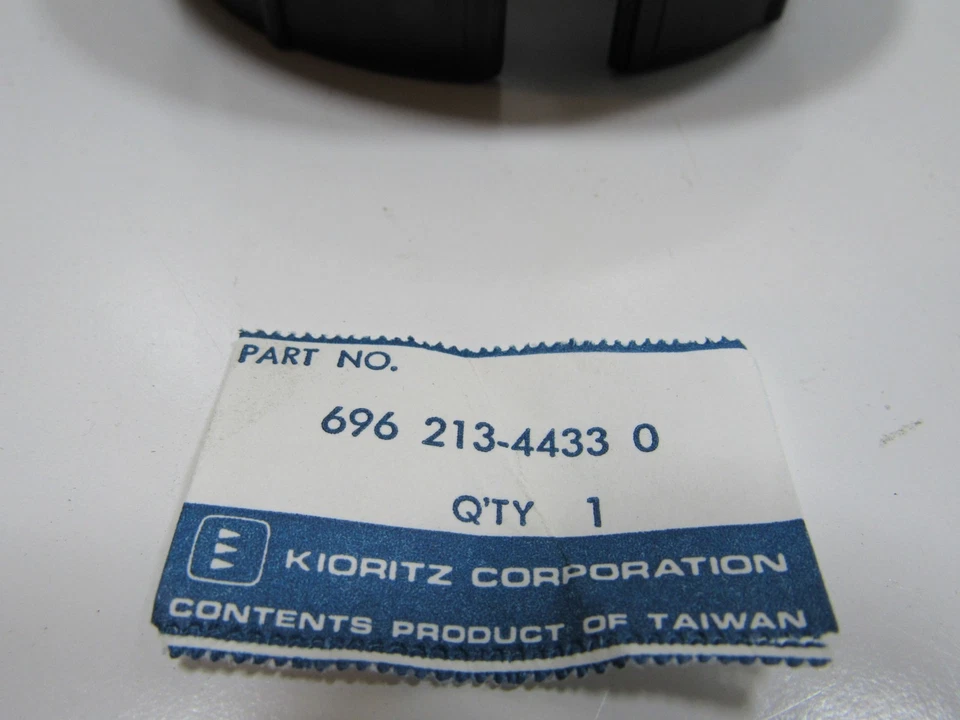 PART NO.
696 213-4433 0
Q'TY 1
KIORITZ CORPORATION
CONTENTS PRODUCT OF TAIWAN